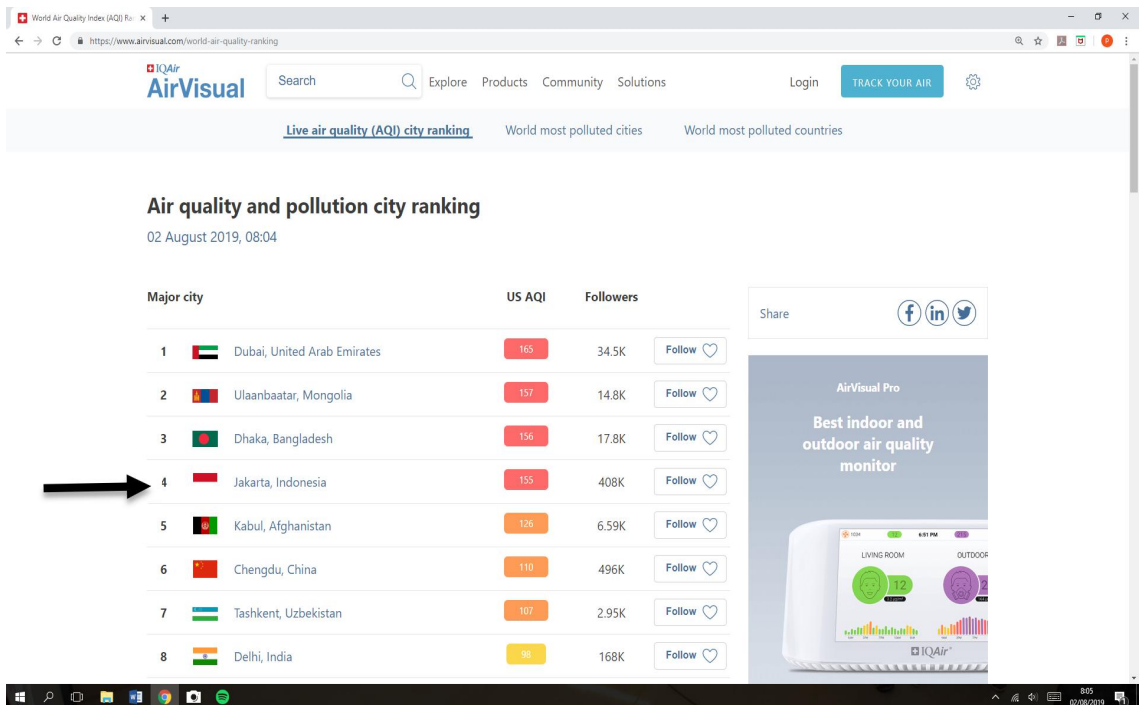 World Air Quality Index (AQI) Ra
https://www.airvisual.com/world-air-quality-ranking
IQAir
AirVisual
Search
Explore Products Community Solutions
Login
TRACK YOUR AIR
Live air quality (AQI) city ranking World most polluted cities World most polluted countries
Air quality and pollution city ranking
02 August 2019, 08:04
Major city US AQI Followers
1 Dubai, United Arab Emirates 165 34.5K Follow
2 Ulaanbaatar, Mongolia 157 14.8K Follow
3 Dhaka, Bangladesh 156 17.8K Follow
4 Jakarta, Indonesia 155 408K Follow
5 Kabul, Afghanistan 126 6.59K Follow
6 Chengdu, China 110 496K Follow
7 Tashkent, Uzbekistan 107 2.95K Follow
8 Delhi, India 98 168K Follow
Share
AirVisual Pro
Best indoor and
outdoor air quality
monitor
6:51 PM
LIVING ROOM OUTDOOR
12
IQAir
8:05
02/08/2019